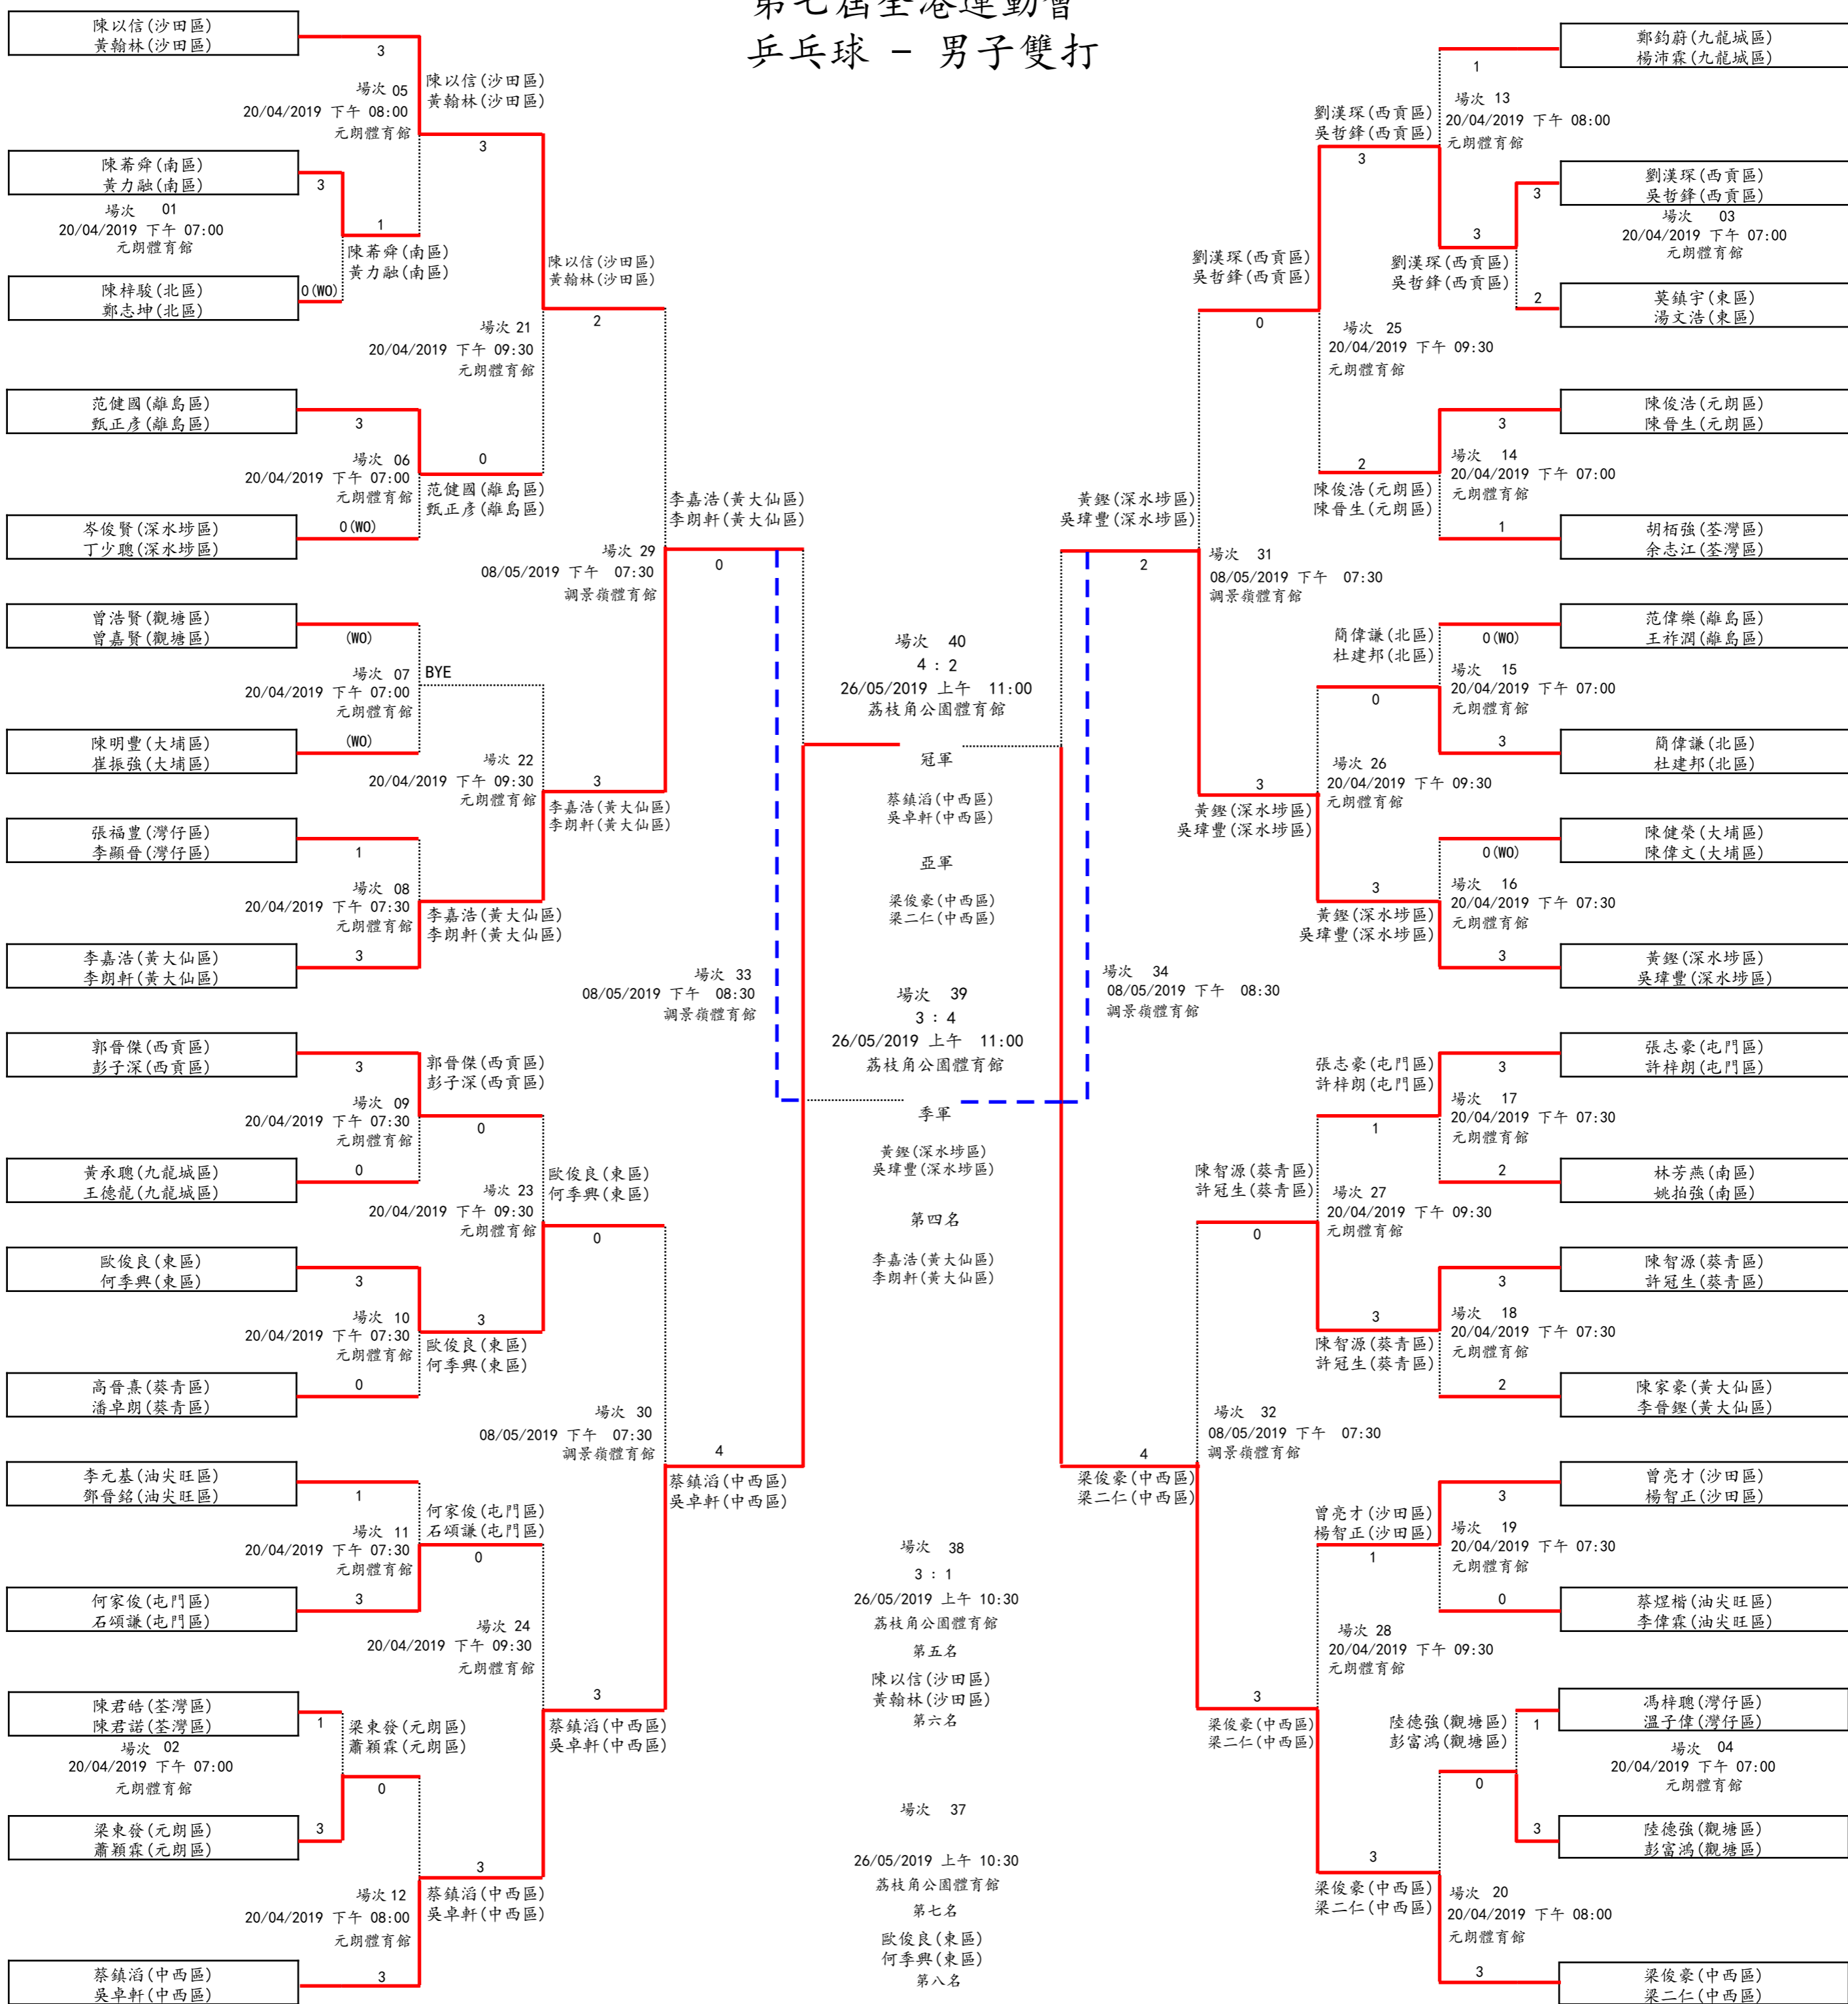 第七屆全港運動會
乒乓球 – 男子雙打
陳以信(沙田區)
黃翰林(沙田區)
3
場次 05
20/04/2019 下午 08:00
元朗體育館
陳以信(沙田區)
黃翰林(沙田區)
3
陳莃舜(南區)
黃力融(南區)
3
場次 01
20/04/2019 下午 07:00
元朗體育館
1
陳莃舜(南區)
黃力融(南區)
陳梓駿(北區)
鄭志坤(北區)
0(WO)
陳以信(沙田區)
黃翰林(沙田區)
2
場次 21
20/04/2019 下午 09:30
元朗體育館
范健國(離島區)
甄正彥(離島區)
3
場次 06
20/04/2019 下午 07:00
元朗體育館
0
范健國(離島區)
甄正彥(離島區)
岑俊賢(深水埗區)
丁少聰(深水埗區)
0(WO)
李嘉浩(黃大仙區)
李朗軒(黃大仙區)
0
場次 29
08/05/2019 下午 07:30
調景嶺體育館
曾浩賢(觀塘區)
曾嘉賢(觀塘區)
(WO)
場次 07
20/04/2019 下午 07:00
元朗體育館
BYE
陳明豐(大埔區)
崔振強(大埔區)
(WO)
場次 22
20/04/2019 下午 09:30
元朗體育館
3
李嘉浩(黃大仙區)
李朗軒(黃大仙區)
張福豊(灣仔區)
李顯晉(灣仔區)
1
場次 08
20/04/2019 下午 07:30
元朗體育館
李嘉浩(黃大仙區)
李朗軒(黃大仙區)
李嘉浩(黃大仙區)
李朗軒(黃大仙區)
3
場次 33
08/05/2019 下午 08:30
調景嶺體育館
郭晉傑(西貢區)
彭子深(西貢區)
3
場次 09
20/04/2019 下午 07:30
元朗體育館
郭晉傑(西貢區)
彭子深(西貢區)
0
黃承聰(九龍城區)
王德龍(九龍城區)
0
場次 23
20/04/2019 下午 09:30
元朗體育館
歐俊良(東區)
何季興(東區)
0
歐俊良(東區)
何季興(東區)
3
場次 10
20/04/2019 下午 07:30
元朗體育館
3
歐俊良(東區)
何季興(東區)
高晉熹(葵青區)
潘卓朗(葵青區)
0
場次 30
08/05/2019 下午 07:30
調景嶺體育館
4
蔡鎮滔(中西區)
吳卓軒(中西區)
李元基(油尖旺區)
鄧晉銘(油尖旺區)
1
場次 11
20/04/2019 下午 07:30
元朗體育館
何家俊(屯門區)
石頌謙(屯門區)
0
何家俊(屯門區)
石頌謙(屯門區)
3
場次 24
20/04/2019 下午 09:30
元朗體育館
3
蔡鎮滔(中西區)
吳卓軒(中西區)
陳君皓(荃灣區)
陳君諾(荃灣區)
1
場次 02
20/04/2019 下午 07:00
元朗體育館
梁東發(元朗區)
蕭穎霖(元朗區)
0
梁東發(元朗區)
蕭穎霖(元朗區)
3
3
場次 12
20/04/2019 下午 08:00
元朗體育館
蔡鎮滔(中西區)
吳卓軒(中西區)
蔡鎮滔(中西區)
吳卓軒(中西區)
3
場次 40
4 : 2
26/05/2019 上午 11:00
荔枝角公園體育館
冠軍
蔡鎮滔(中西區)
吳卓軒(中西區)
亞軍
梁俊豪(中西區)
梁二仁(中西區)
場次 39
3 : 4
26/05/2019 上午 11:00
荔枝角公園體育館
季軍
黃鏗(深水埗區)
吳瑋豐(深水埗區)
第四名
李嘉浩(黃大仙區)
李朗軒(黃大仙區)
場次 38
3 : 1
26/05/2019 上午 10:30
荔枝角公園體育館
第五名
陳以信(沙田區)
黃翰林(沙田區)
第六名
場次 37
26/05/2019 上午 10:30
荔枝角公園體育館
第七名
歐俊良(東區)
何季興(東區)
第八名
鄭鈞蔚(九龍城區)
楊沛霖(九龍城區)
1
場次 13
20/04/2019 下午 08:00
元朗體育館
劉漢琛(西貢區)
吳哲鋒(西貢區)
3
劉漢琛(西貢區)
吳哲鋒(西貢區)
3
場次 03
20/04/2019 下午 07:00
元朗體育館
3
劉漢琛(西貢區)
吳哲鋒(西貢區)
莫鎮宇(東區)
湯文浩(東區)
2
劉漢琛(西貢區)
吳哲鋒(西貢區)
0
場次 25
20/04/2019 下午 09:30
元朗體育館
陳俊浩(元朗區)
陳晉生(元朗區)
3
場次 14
20/04/2019 下午 07:00
元朗體育館
2
陳俊浩(元朗區)
陳晉生(元朗區)
胡栢強(荃灣區)
余志江(荃灣區)
1
黃鏗(深水埗區)
吳瑋豐(深水埗區)
2
場次 31
08/05/2019 下午 07:30
調景嶺體育館
范偉樂(離島區)
王祚潤(離島區)
0(WO)
簡偉謙(北區)
杜建邦(北區)
場次 15
20/04/2019 下午 07:00
元朗體育館
0
簡偉謙(北區)
杜建邦(北區)
3
場次 26
20/04/2019 下午 09:30
元朗體育館
3
黃鏗(深水埗區)
吳瑋豐(深水埗區)
陳健榮(大埔區)
陳偉文(大埔區)
0(WO)
場次 16
20/04/2019 下午 07:30
元朗體育館
3
黃鏗(深水埗區)
吳瑋豐(深水埗區)
黃鏗(深水埗區)
吳瑋豐(深水埗區)
3
場次 34
08/05/2019 下午 08:30
調景嶺體育館
張志豪(屯門區)
許梓朗(屯門區)
3
張志豪(屯門區)
許梓朗(屯門區)
場次 17
20/04/2019 下午 07:30
元朗體育館
1
林芳燕(南區)
姚拍強(南區)
2
陳智源(葵青區)
許冠生(葵青區)
0
場次 27
20/04/2019 下午 09:30
元朗體育館
陳智源(葵青區)
許冠生(葵青區)
3
場次 18
20/04/2019 下午 07:30
元朗體育館
3
陳智源(葵青區)
許冠生(葵青區)
陳家豪(黃大仙區)
李晉鏗(黃大仙區)
2
場次 32
08/05/2019 下午 07:30
調景嶺體育館
4
梁俊豪(中西區)
梁二仁(中西區)
曾亮才(沙田區)
楊智正(沙田區)
3
曾亮才(沙田區)
楊智正(沙田區)
1
場次 19
20/04/2019 下午 07:30
元朗體育館
蔡煜楷(油尖旺區)
李偉霖(油尖旺區)
0
場次 28
20/04/2019 下午 09:30
元朗體育館
3
梁俊豪(中西區)
梁二仁(中西區)
馮梓聰(灣仔區)
溫子偉(灣仔區)
1
陸德強(觀塘區)
彭富鴻(觀塘區)
0
場次 04
20/04/2019 下午 07:00
元朗體育館
陸德強(觀塘區)
彭富鴻(觀塘區)
3
3
梁俊豪(中西區)
梁二仁(中西區)
場次 20
20/04/2019 下午 08:00
元朗體育館
3
梁俊豪(中西區)
梁二仁(中西區)